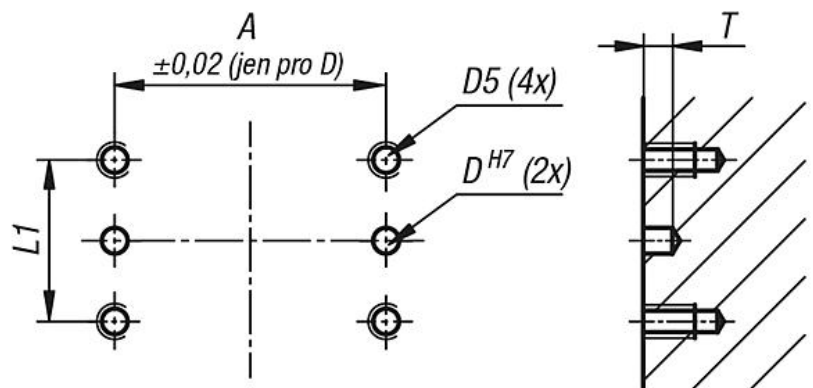 A
±0,02 (jen pro D)
T
D5 (4x)
D H7 (2x)
L1